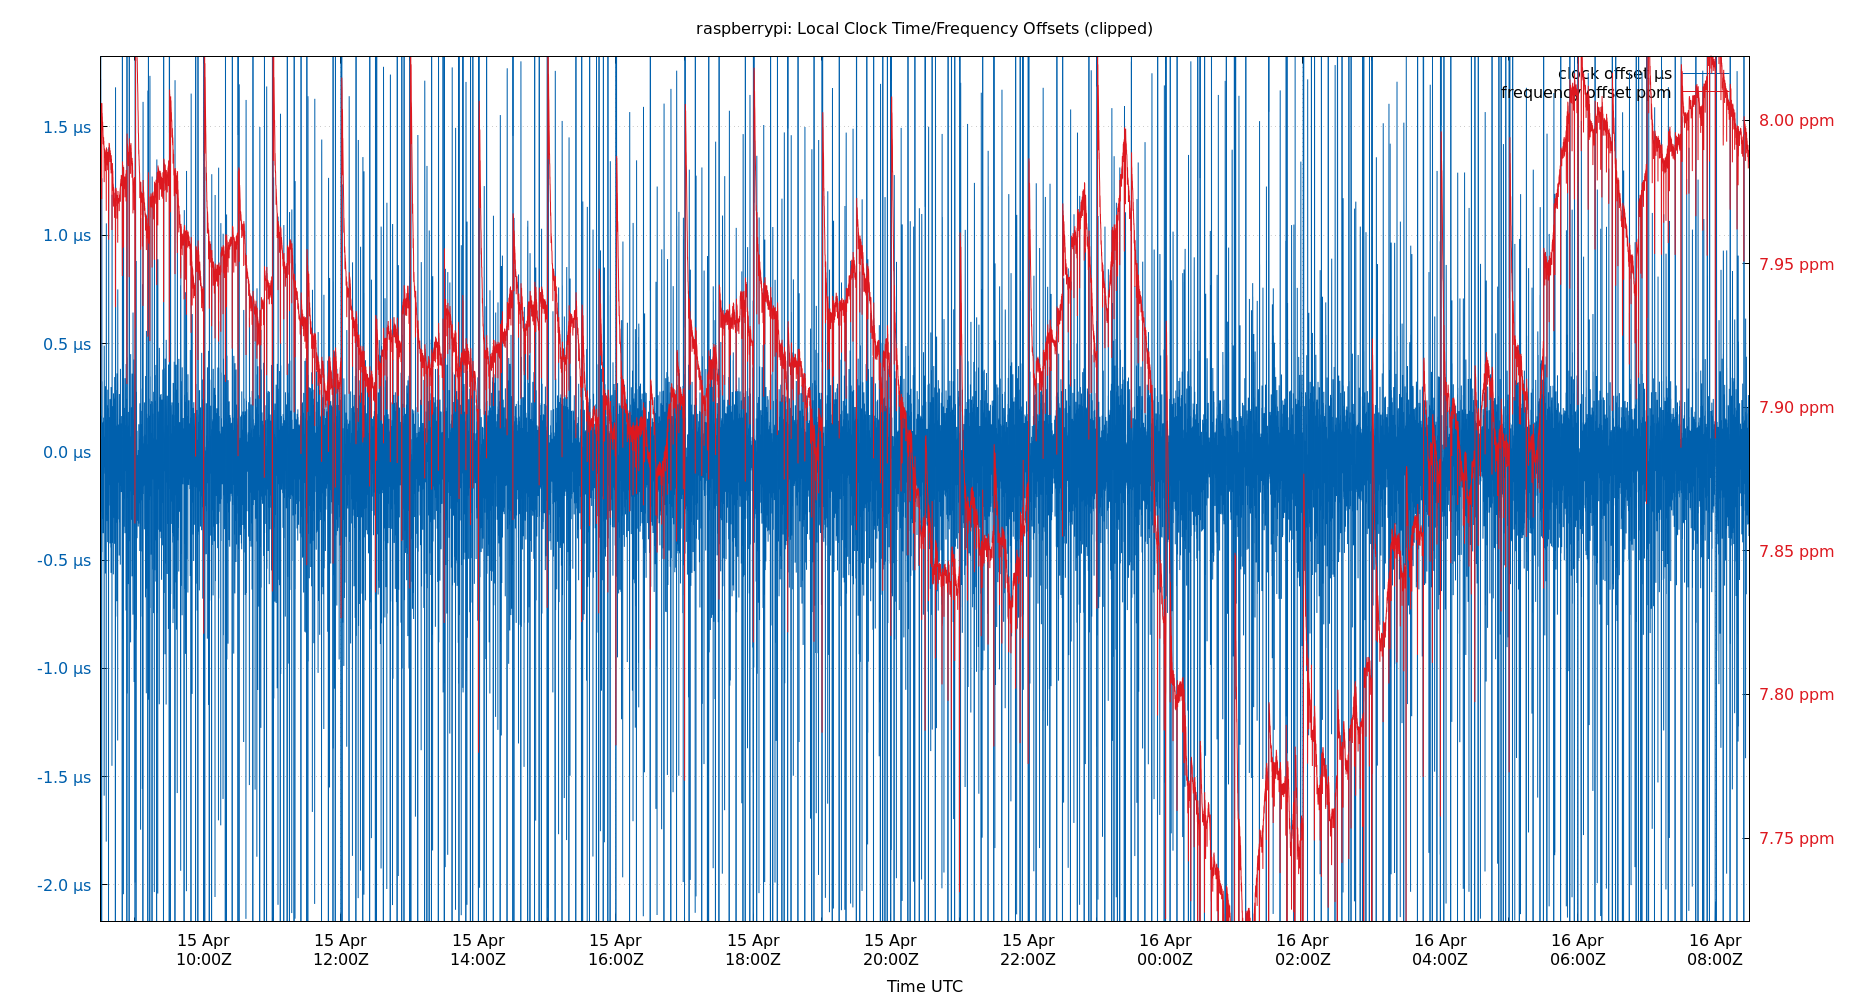 raspberrypi: Local Clock Time/Frequency Offsets (clipped)
clock offset µs
frequency offset ppm
1.5 µs
1.0 µs
0.5 µs
0.0 µs
-0.5 µs
-1.0 µs
-1.5 µs
-2.0 µs
8.00 ppm
7.95 ppm
7.90 ppm
7.85 ppm
7.80 ppm
7.75 ppm
15 Apr 15 Apr 15 Apr 15 Apr 15 Apr 15 Apr 15 Apr 16 Apr 16 Apr 16 Apr 16 Apr 16 Apr
10:00Z 12:00Z 14:00Z 16:00Z 18:00Z 20:00Z 22:00Z 00:00Z 02:00Z 04:00Z 06:00Z 08:00Z
Time UTC